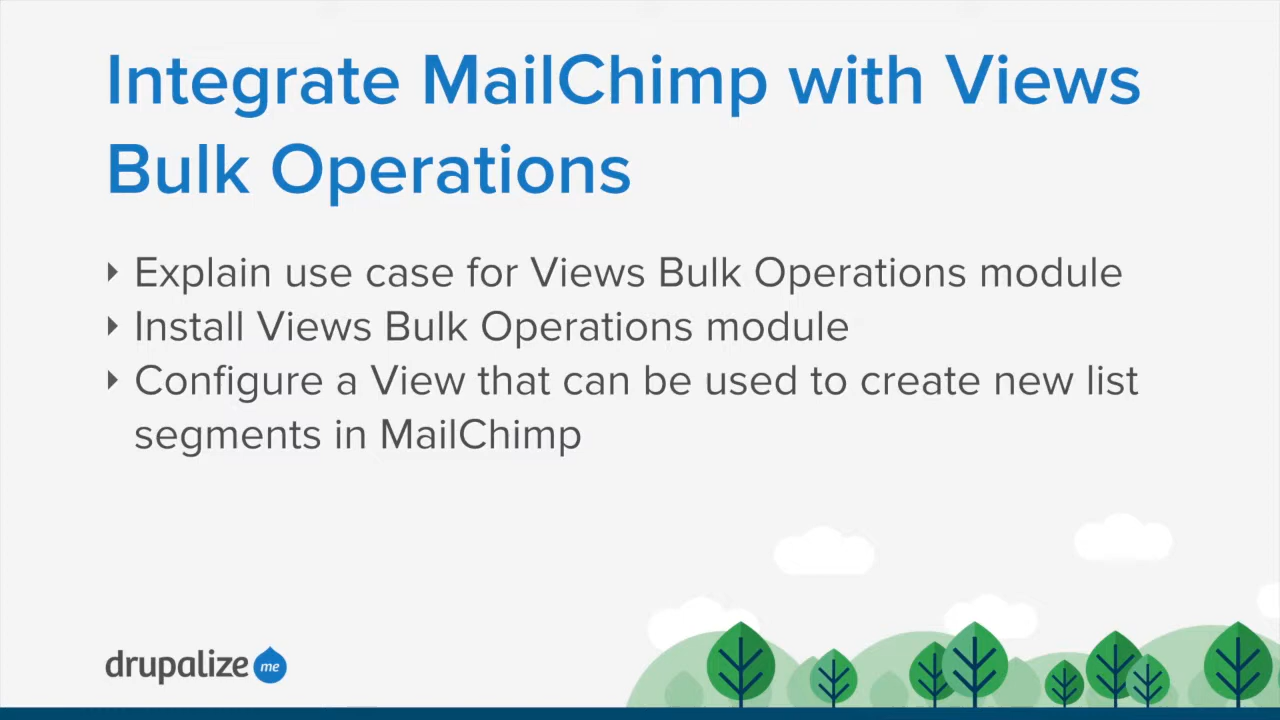 Integrate MailChimp with Views
Bulk Operations
Explain use case for Views Bulk Operations module
Install Views Bulk Operations module
Configure a View that can be used to create new list
segments in MailChimp
drupalize me